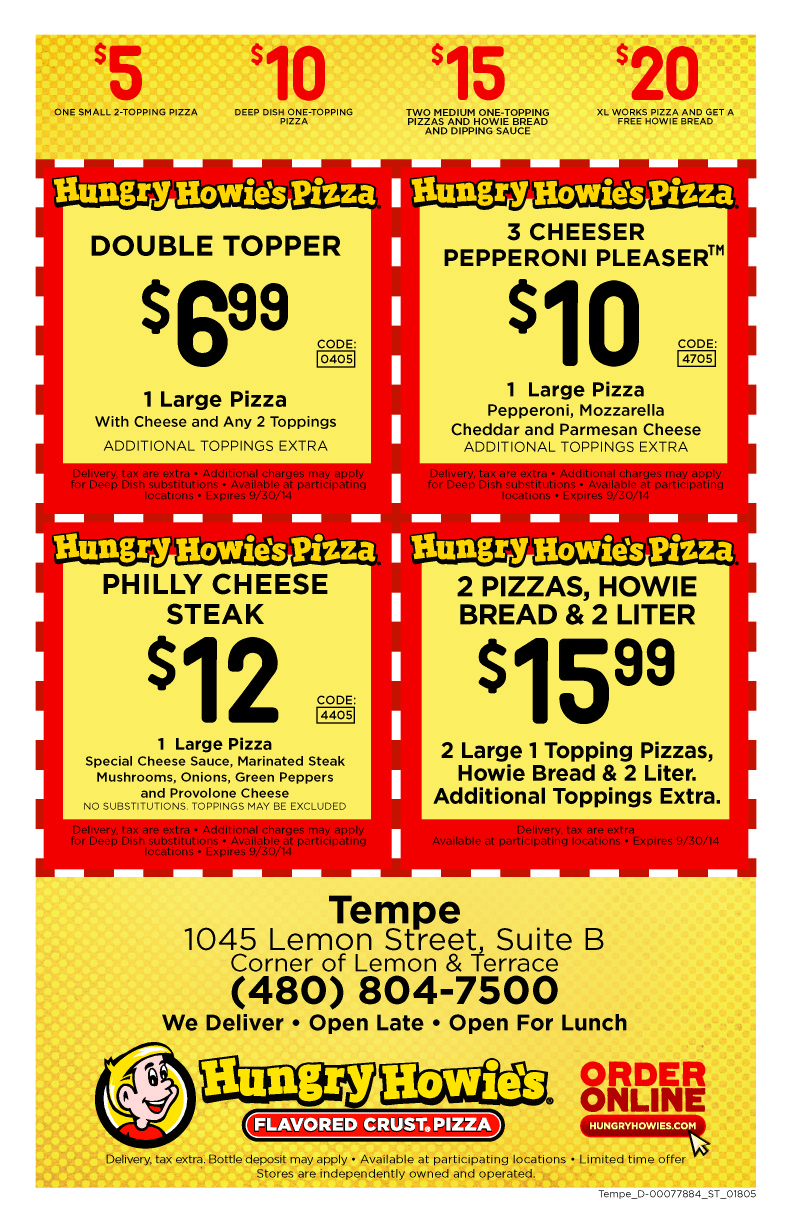 $5
ONE SMALL 2-TOPPING PIZZA
$10
DEEP DISH ONE-TOPPING
PIZZA
$15
TWO MEDIUM ONE-TOPPING
PIZZAS AND HOWIE BREAD
AND DIPPING SAUCE
$20
XL WORKS PIZZA AND GET A
FREE HOWIE BREAD
Hungry Howie's Pizza®
DOUBLE TOPPER
$6.99
CODE:
0405
1 Large Pizza
With Cheese and Any 2 Toppings
ADDITIONAL TOPPINGS EXTRA
Delivery, tax are extra • Additional charges may apply
for Deep Dish substitutions • Available at participating
locations • Expires 9/30/14
Hungry Howie's Pizza®
3 CHEESER
PEPPERONI PLEASER™
$10
CODE:
4705
1 Large Pizza
Pepperoni, Mozzarella
Cheddar and Parmesan Cheese
ADDITIONAL TOPPINGS EXTRA
Delivery, tax are extra • Additional charges may apply
for Deep Dish substitutions • Available at participating
locations • Expires 9/30/14
Hungry Howie's Pizza®
PHILLY CHEESE
STEAK
$12
CODE:
4405
1 Large Pizza
Special Cheese Sauce, Marinated Steak
Mushrooms, Onions, Green Peppers
and Provolone Cheese
NO SUBSTITUTIONS. TOPPINGS MAY BE EXCLUDED
Delivery, tax are extra • Additional charges may apply
for Deep Dish substitutions • Available at participating
locations • Expires 9/30/14
Hungry Howie's Pizza®
2 PIZZAS, HOWIE
BREAD & 2 LITER
$15 99
2 Large 1 Topping Pizzas,
Howie Bread & 2 Liter.
Additional Toppings Extra.
Delivery, tax are extra
Available at participating locations • Expires 9/30/14
Tempe
1045 Lemon Street, Suite B
Corner of Lemon & Terrace
(480) 804-7500
We Deliver • Open Late • Open For Lunch
Hungry Howie's®
FLAVORED CRUST® PIZZA
ORDER
ONLINE
HUNGRYHOWIES.COM
Delivery, tax extra. Bottle deposit may apply • Available at participating locations • Limited time offer
Stores are independently owned and operated.
Tempe_D-00077884_ST_01805